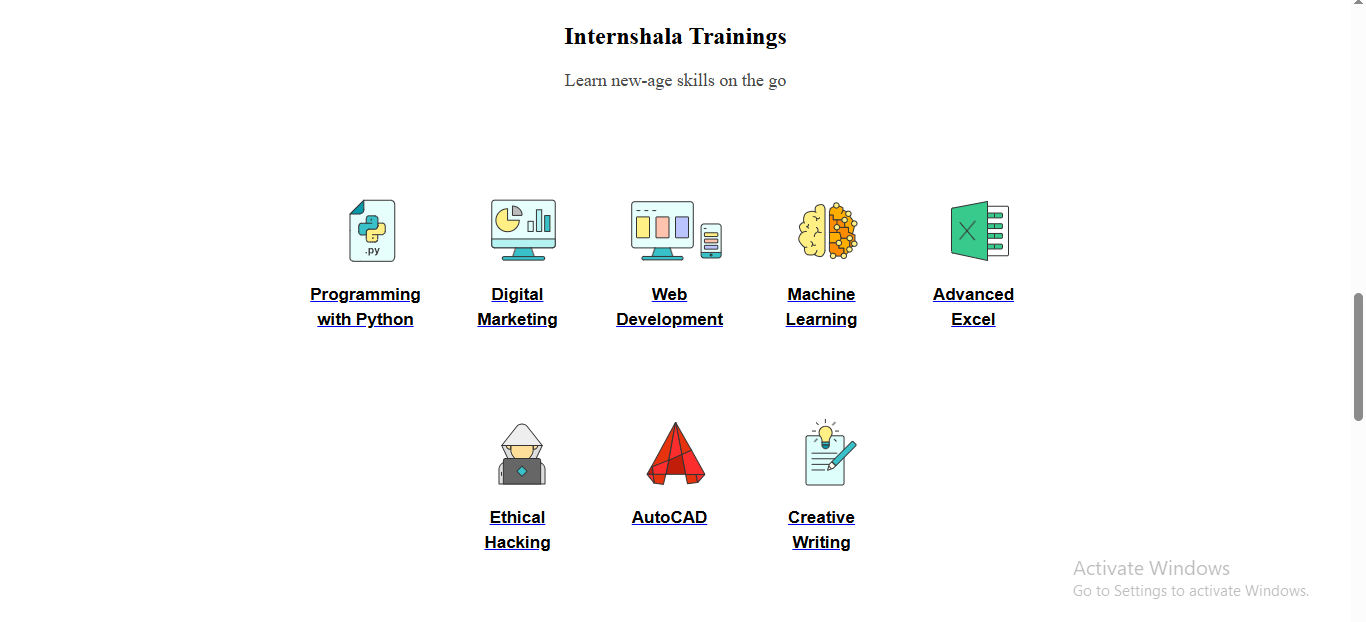 Internshala Trainings
Learn new-age skills on the go
.py
Programming
with Python
Digital
Marketing
Web
Development
Machine
Learning
X
Advanced
Excel
Ethical
Hacking
AutoCAD
Creative
Writing
Activate Windows
Go to Settings to activate Windows.